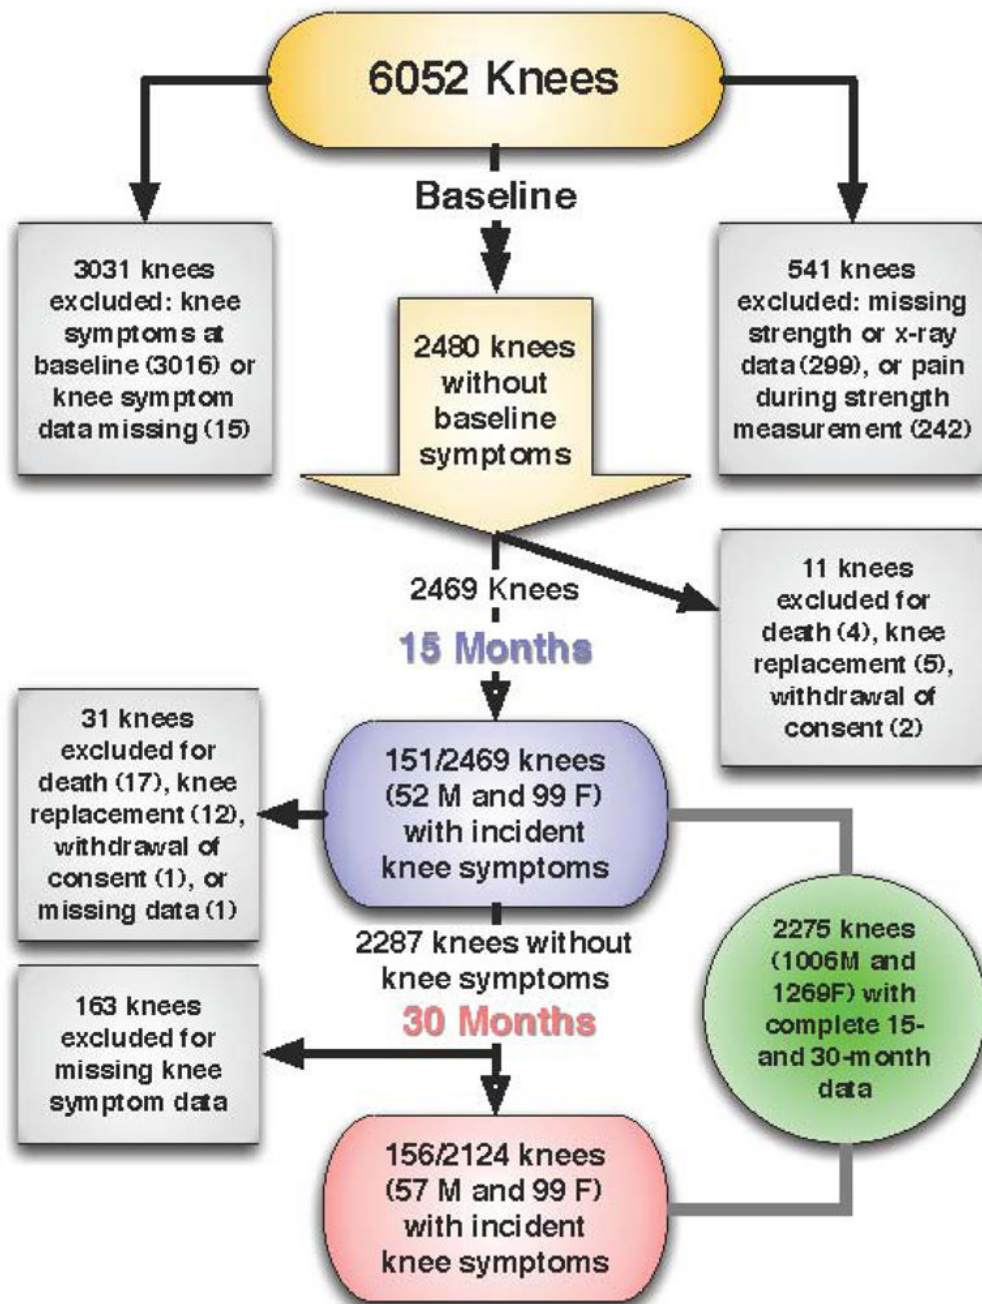 6052 Knees
Baseline
3031 knees
excluded: knee
symptoms at
baseline (3016) or
knee symptom
data missing (15)
2480 knees
without
baseline
symptoms
541 knees
excluded: missing
strength or x-ray
data (299), or pain
during strength
measurement (242)
2469 Knees
15 Months
11 knees
excluded for
death (4), knee
replacement (5),
withdrawal of
consent (2)
31 knees
excluded for
death (17), knee
replacement (12),
withdrawal of
consent (1), or
missing data (1)
151/2469 knees
(52 M and 99 F)
with incident
knee symptoms
2287 knees without
knee symptoms
30 Months
2275 knees
(1006M and
1269F) with
complete 15-
and 30-month
data
163 knees
excluded for
missing knee
symptom data
156/2124 knees
(57 M and 99 F)
with incident
knee symptoms